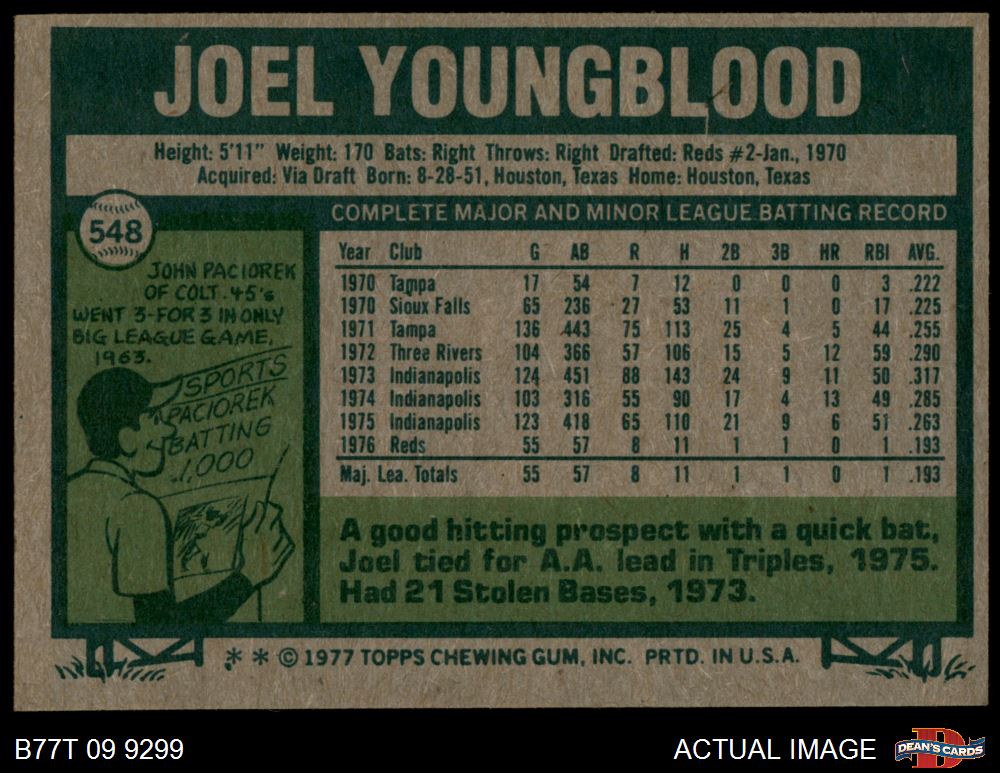 JOEL YOUNGBLOOD
Height: 5'11" Weight: 170 Bats: Right Throws: Right Drafted: Reds #2-Jan., 1970
Acquired: Via Draft Born: 8-28-51, Houston, Texas Home: Houston, Texas
548
JOHN PACIOREK
OF COLT .45's
WENT 3-FOR 3 IN ONLY
BIG LEAGUE GAME,
1963.
SPORTS
PACIOREK
BATTING
1,000
COMPLETE MAJOR AND MINOR LEAGUE BATTING RECORD
Year Club G AB R H 2B 3B HR RBI AVG.
1970 Tampa 17 54 7 12 0 0 0 3 .222
1970 Sioux Falls 65 236 27 53 11 1 0 17 .225
1971 Tampa 136 443 75 113 25 4 5 44 .255
1972 Three Rivers 104 366 57 106 15 5 12 59 .290
1973 Indianapolis 124 451 88 143 24 9 11 50 .317
1974 Indianapolis 103 316 55 90 17 4 13 49 .285
1975 Indianapolis 123 418 65 110 21 9 6 51 .263
1976 Reds 55 57 8 11 1 1 0 1 .193
Maj. Lea. Totals 55 57 8 11 1 1 0 1 .193
A good hitting prospect with a quick bat,
Joel tied for A.A. lead in Triples, 1975.
Had 21 Stolen Bases, 1973.
** © 1977 TOPPS CHEWING GUM, INC. PRTD. IN U.S.A.
B77T 09 9299
ACTUAL IMAGE
D
DEAN'S CARDS